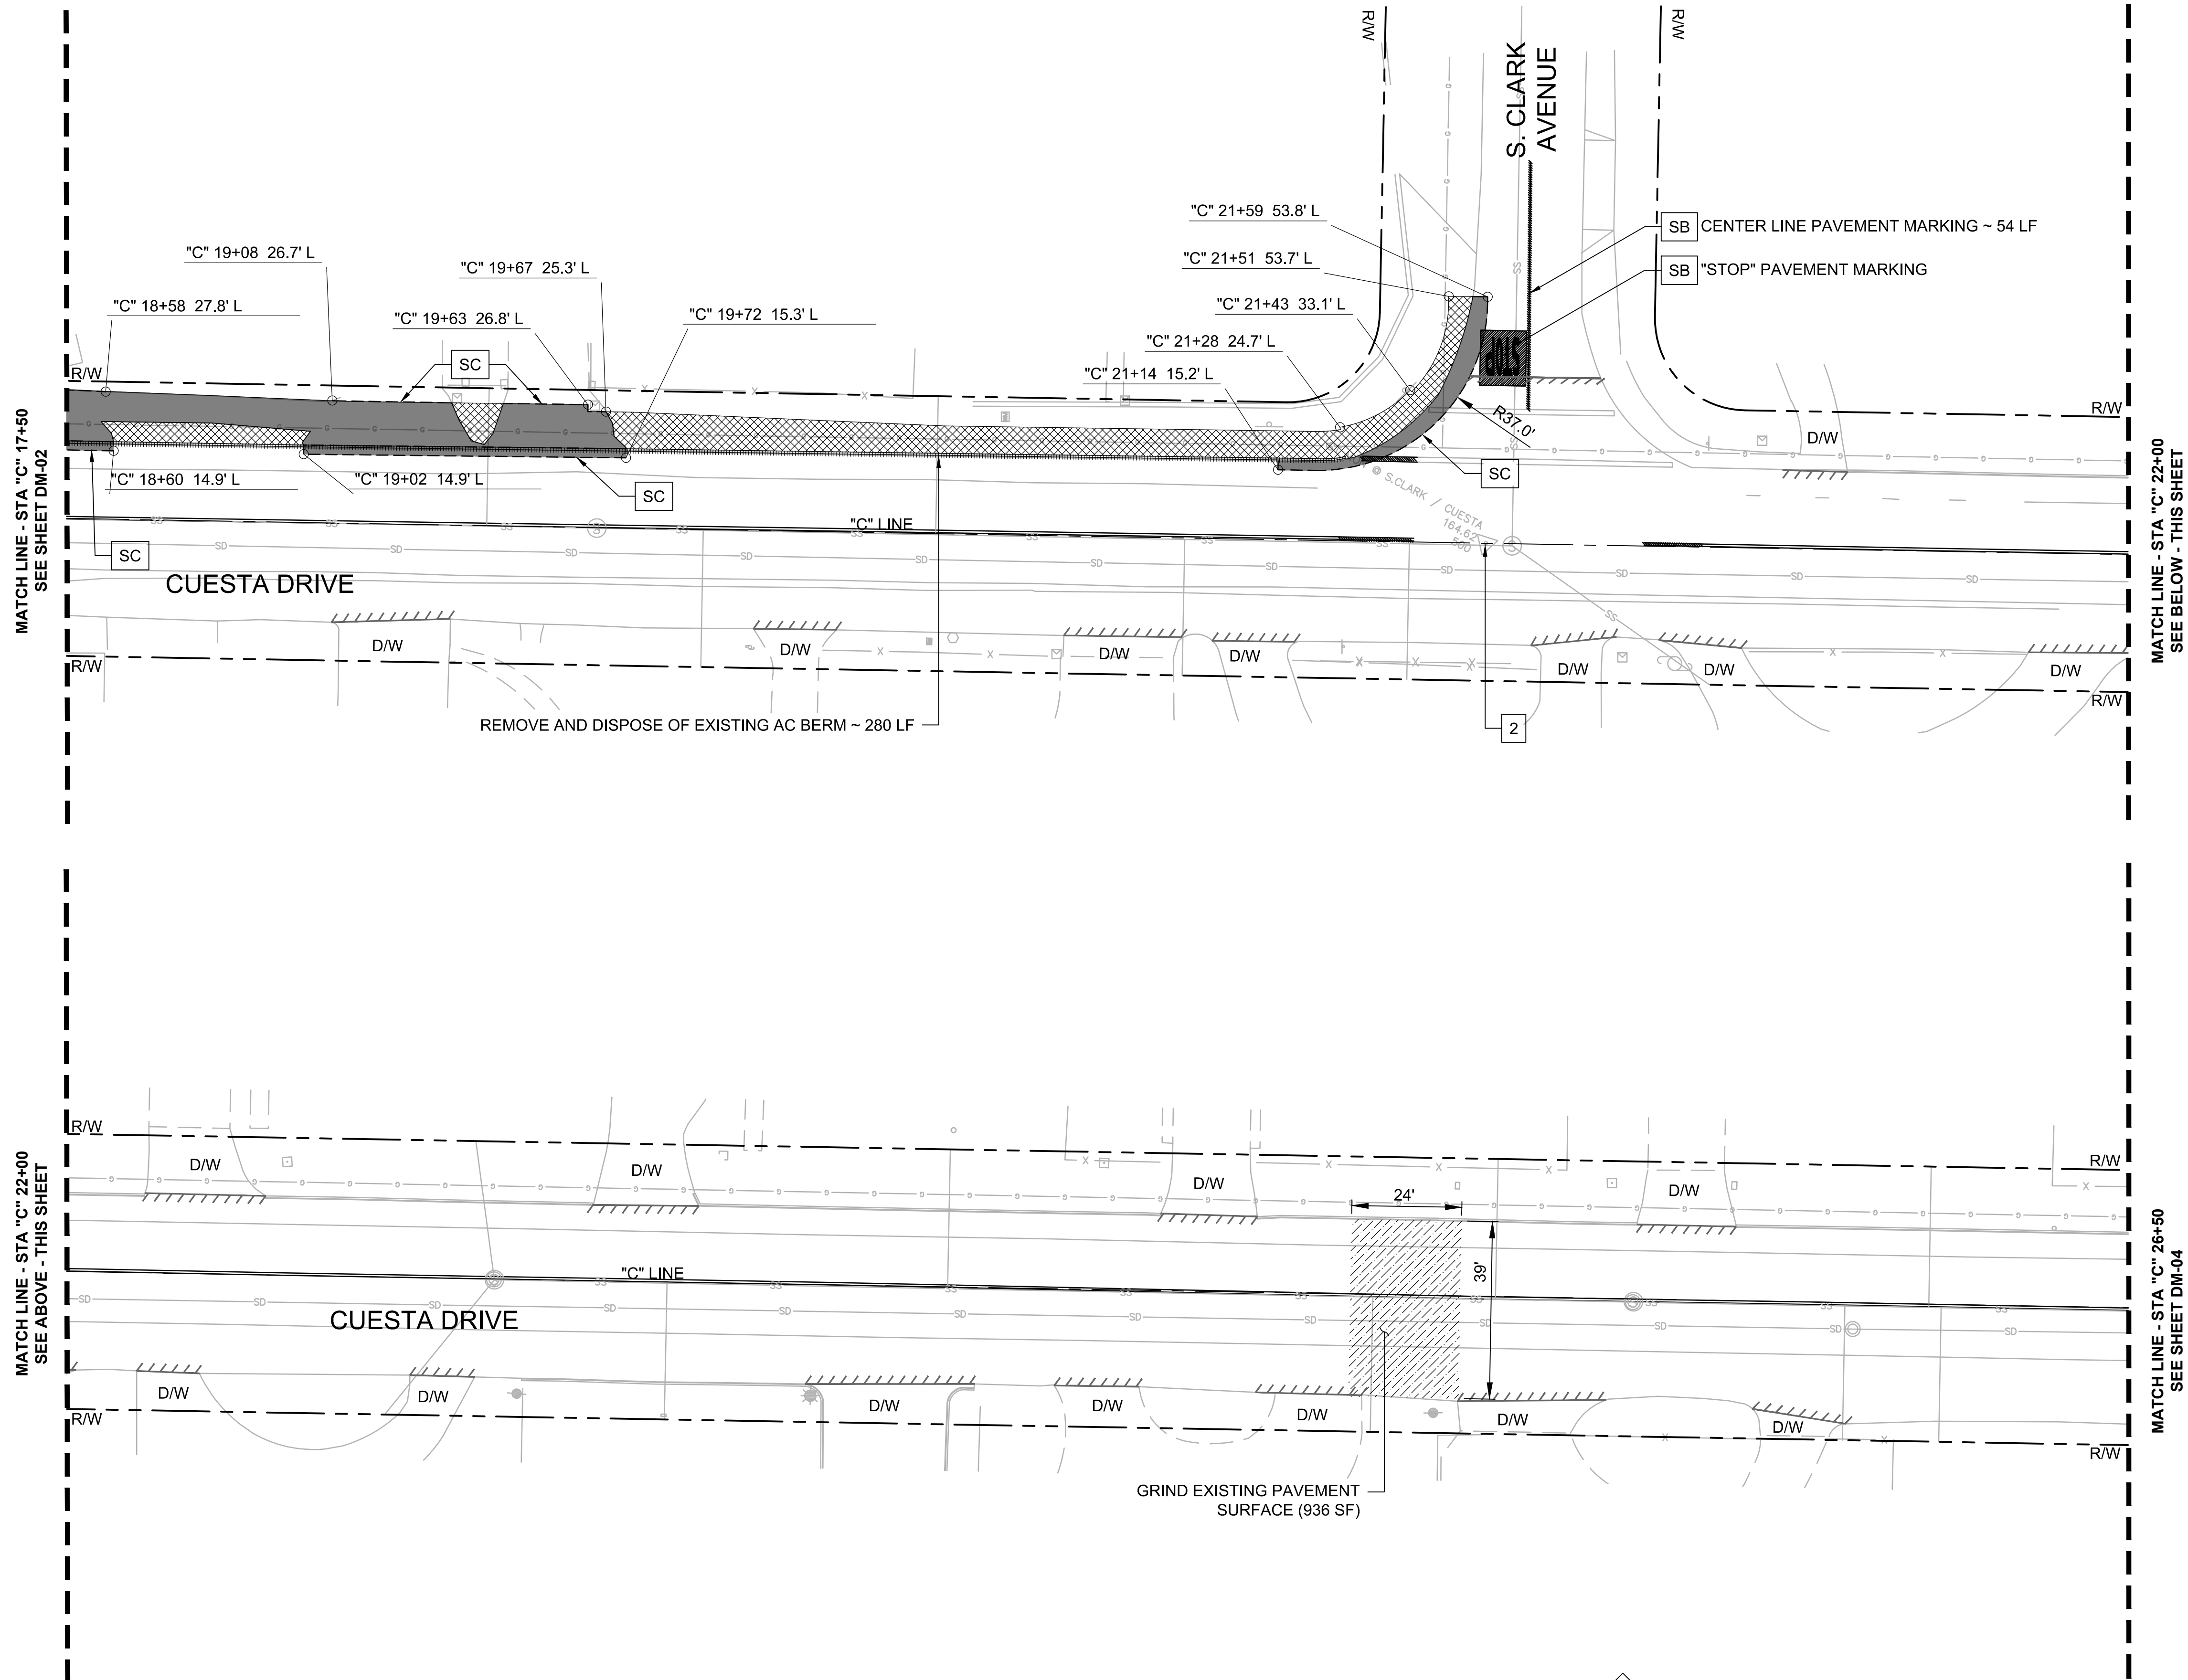 R/W
R/W
S. CLARK
AVENUE
"C" 21+59 53.8' L
SB CENTER LINE PAVEMENT MARKING ~ 54 LF
"C" 21+51 53.7' L
SB "STOP" PAVEMENT MARKING
"C" 19+08 26.7' L
"C" 19+67 25.3' L
"C" 21+43 33.1' L
"C" 18+58 27.8' L
"C" 19+63 26.8' L
"C" 19+72 15.3' L
"C" 21+28 24.7' L
STOP
SC
"C" 21+14 15.2' L
R/W
R37.0'
R/W
D/W
MATCH LINE - STA "C" 17+50
SEE SHEET DM-02
"C" 18+60 14.9' L
"C" 19+02 14.9' L
SC
SC
@ S.CLARK / CUESTA
164.62
"C" LINE
SC
CUESTA DRIVE
MATCH LINE - STA "C" 22+00
SEE BELOW - THIS SHEET
D/W
D/W
D/W
D/W
D/W
D/W
D/W
R/W
R/W
REMOVE AND DISPOSE OF EXISTING AC BERM ~ 280 LF
2
MATCH LINE - STA "C" 22+00
SEE ABOVE - THIS SHEET
R/W
D/W
D/W
D/W
D/W
R/W
24'
39'
"C" LINE
CUESTA DRIVE
D/W
D/W
D/W
D/W
D/W
D/W
D/W
R/W
R/W
GRIND EXISTING PAVEMENT
SURFACE (936 SF)
MATCH LINE - STA "C" 26+50
SEE SHEET DM-04